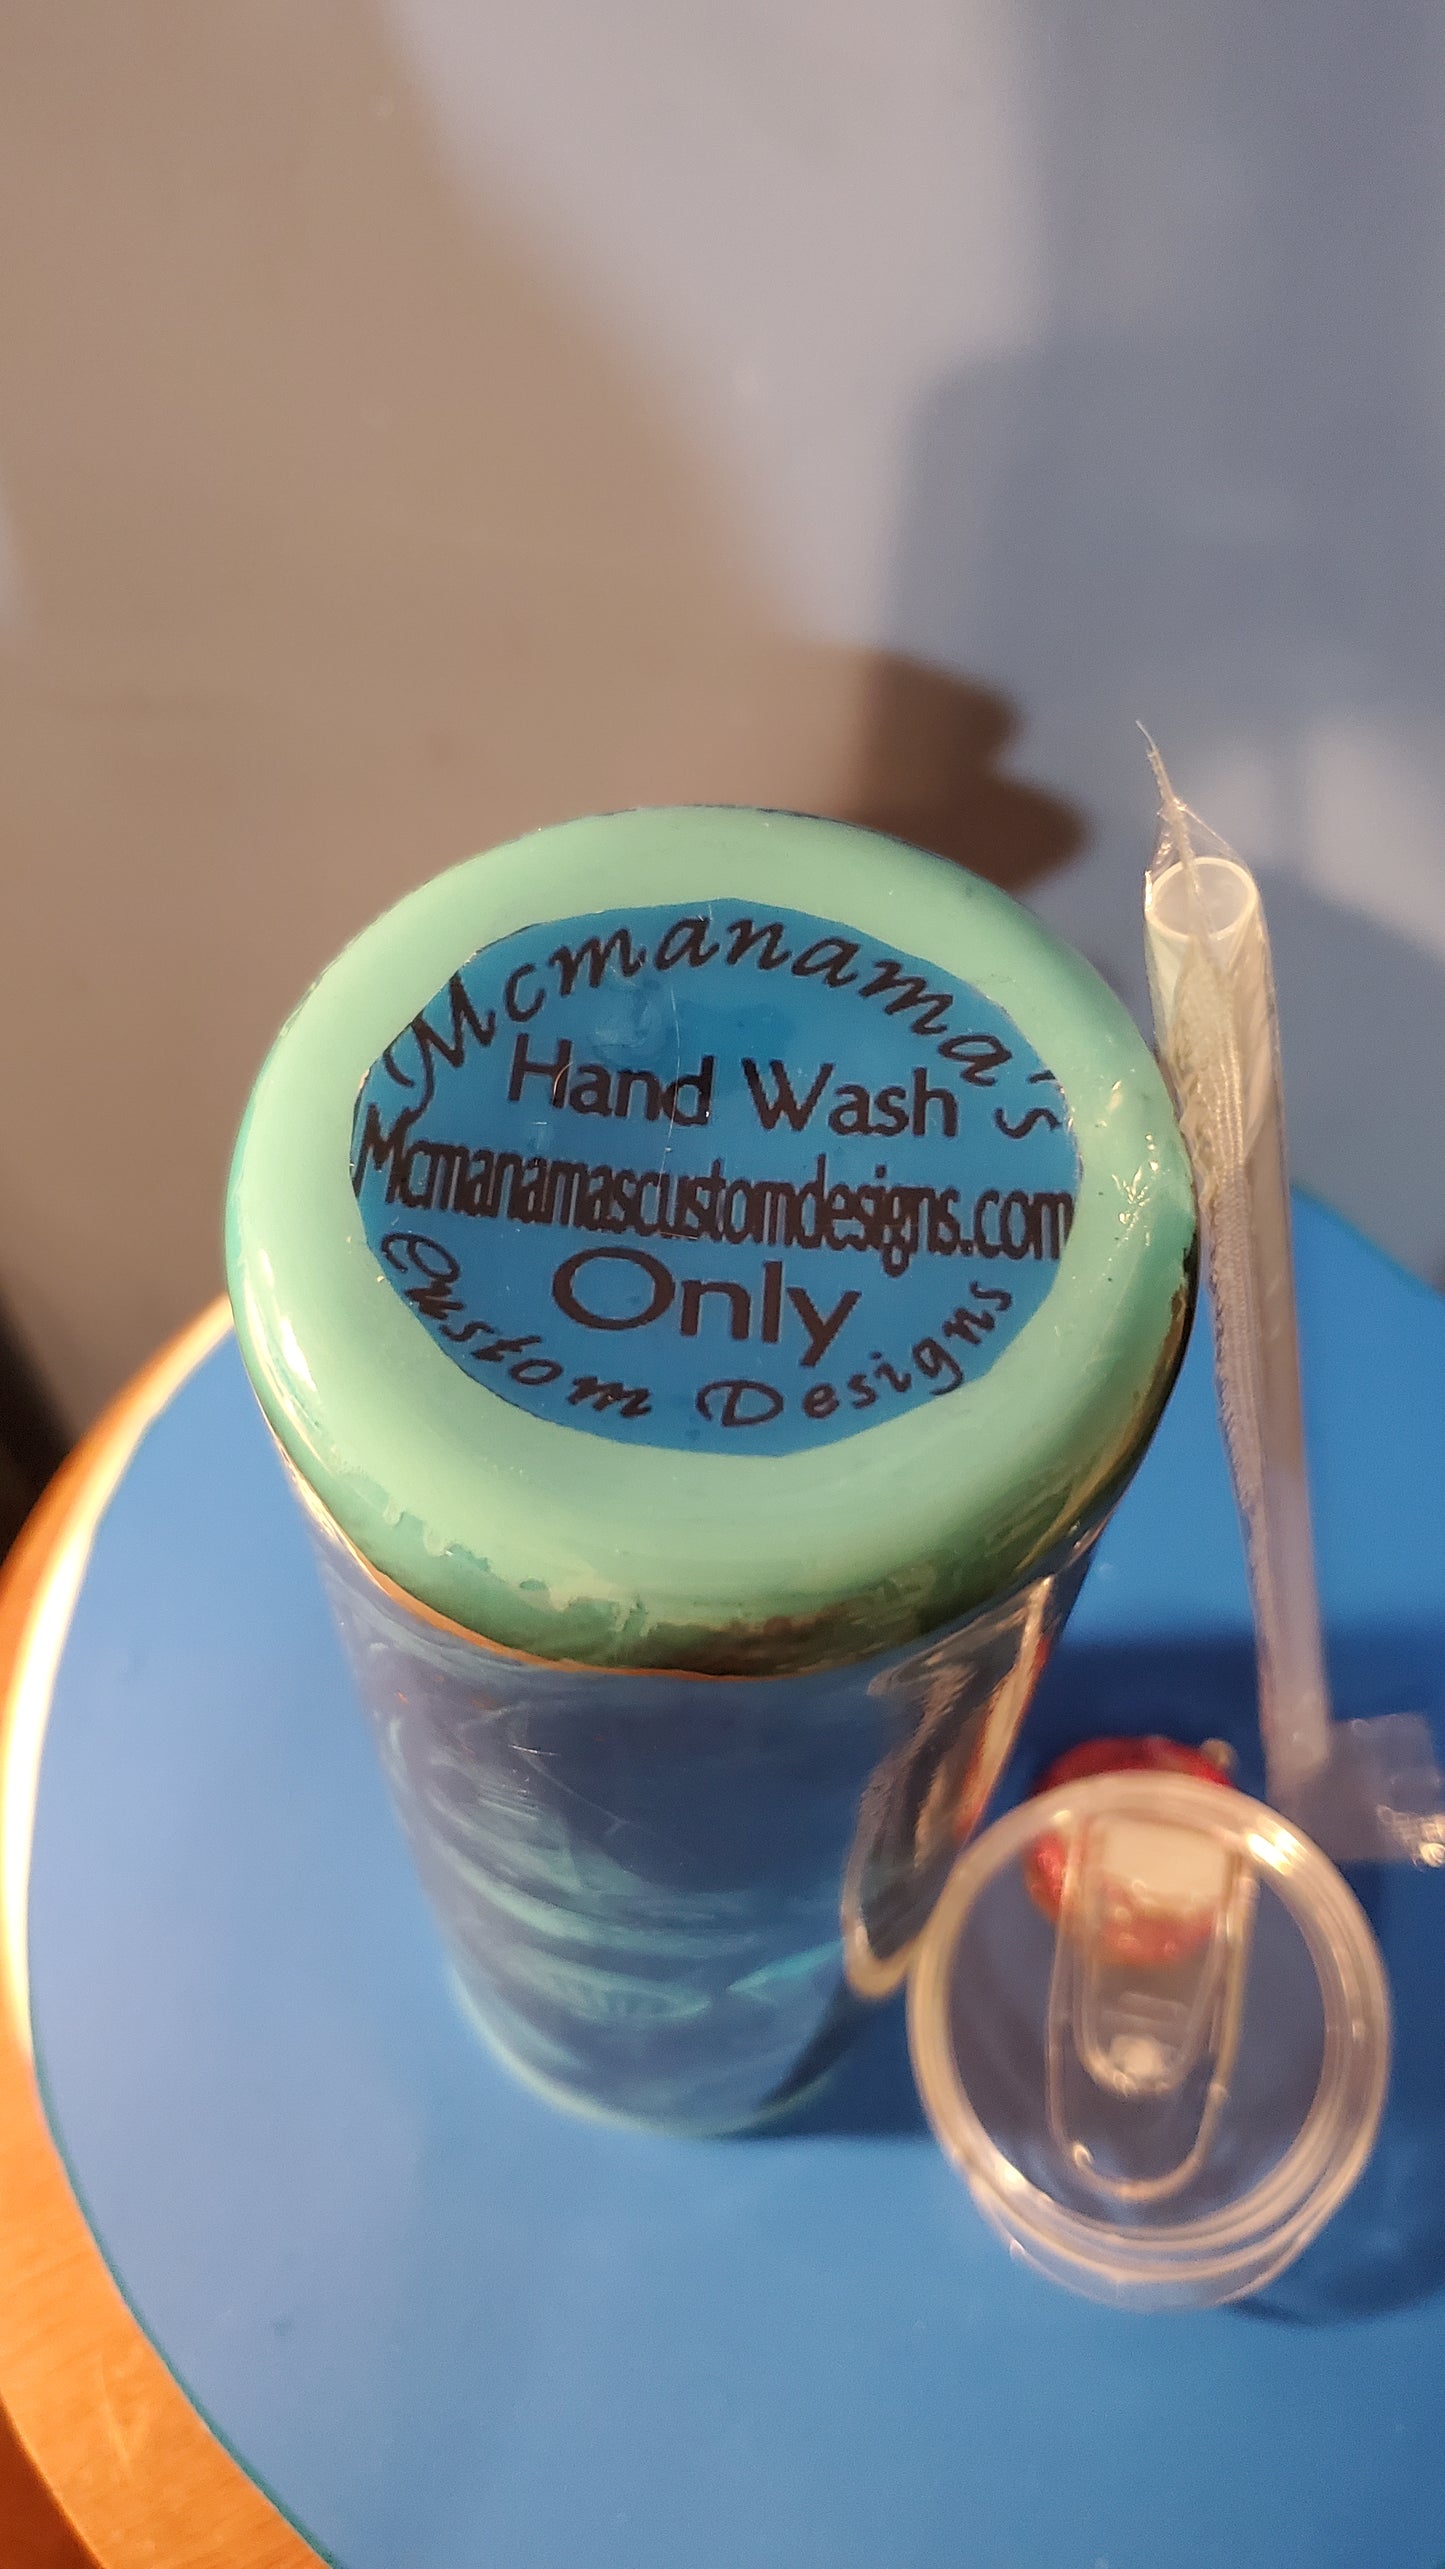 Mcmanama's
Hand Wash
Mcmanamascustomdesigns.com
Only
Custom Designs